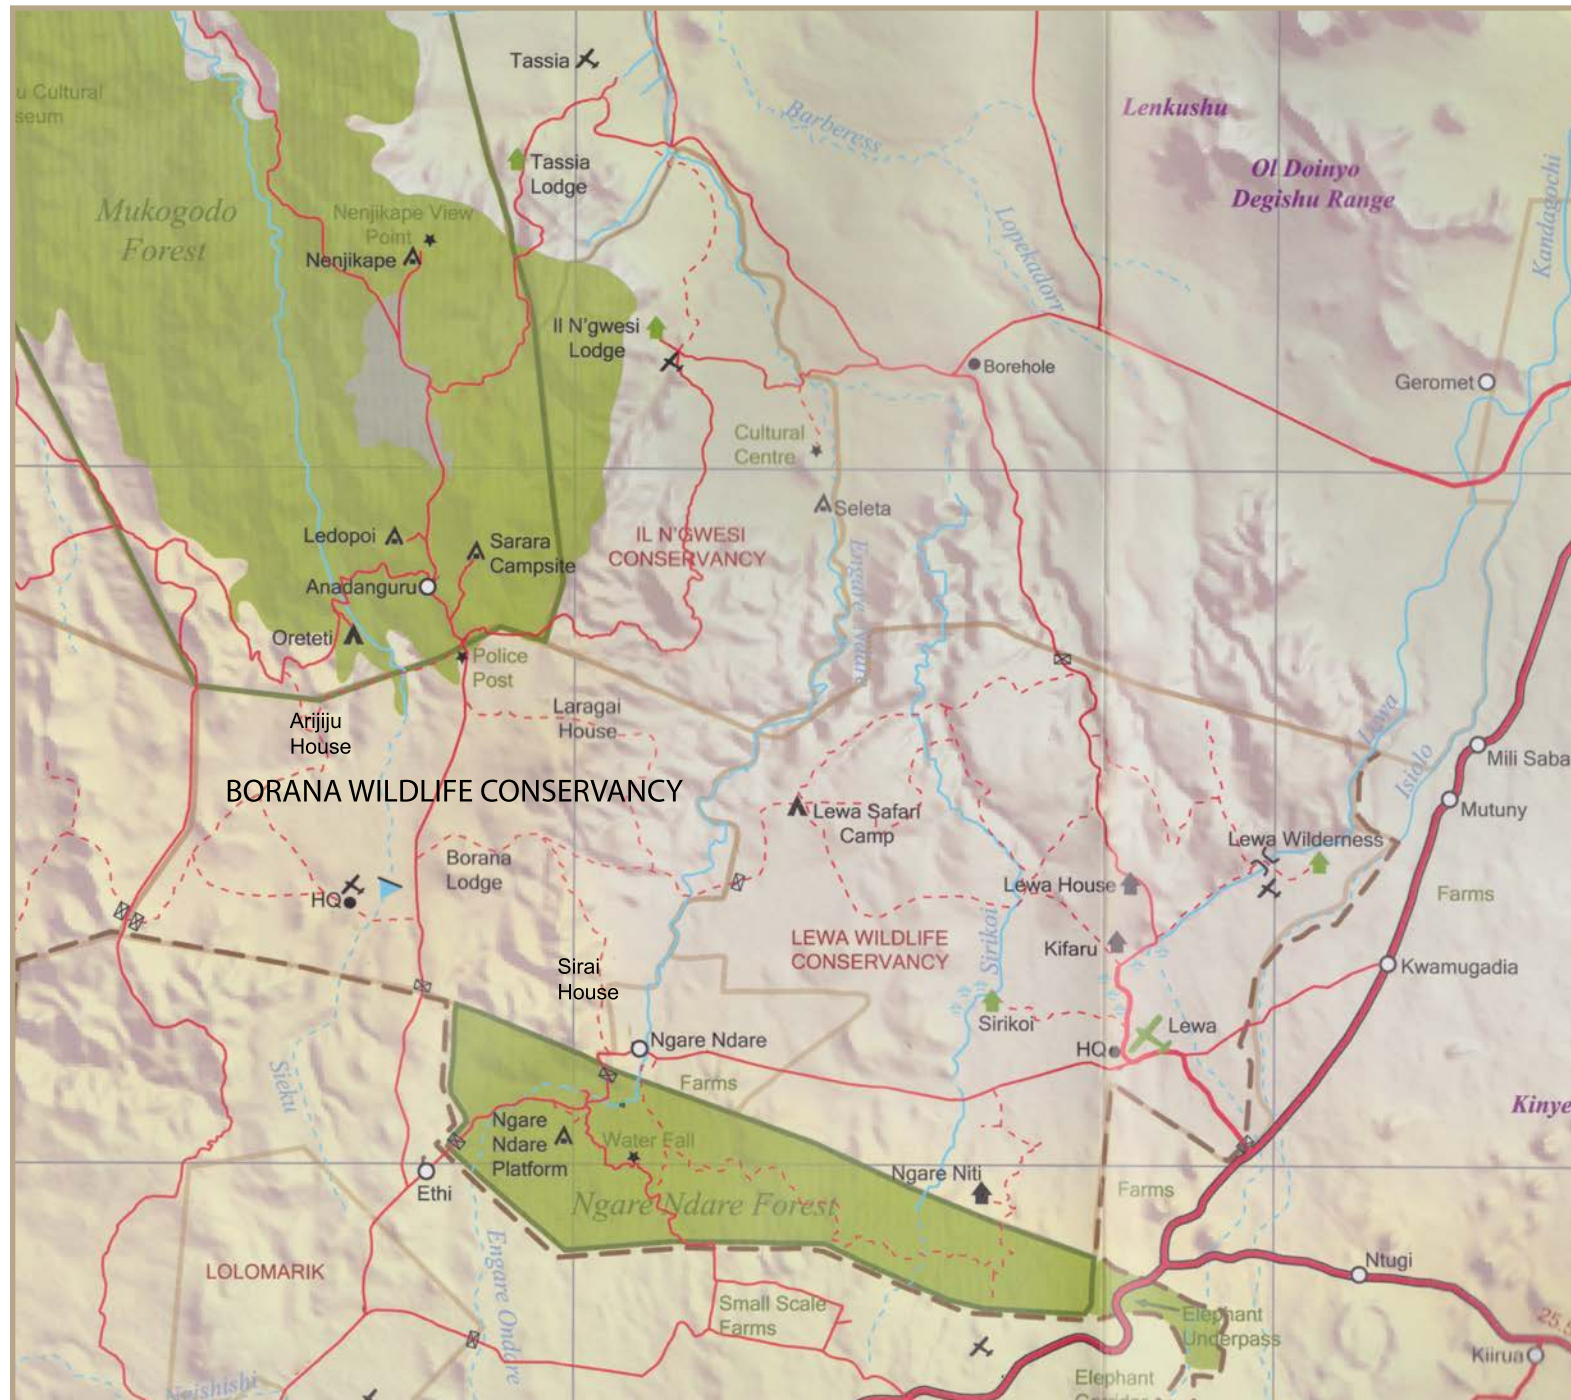 Tassia
u Cultural
seum
Barberess
Lenkushu
Tassia
Lodge
Ol Doinyo
Degishu Range
Kandagochi
Mukogodo
Forest
Nenjikape View
Point
Nenjikape
Lopekadorr
Il N'gwesi
Lodge
Borehole
Geromet
Cultural
Centre
Seleta
Ledopoi
Sarara
Campsite
IL N'GWESI
CONSERVANCY
Engare Ndare
Anadanguru
Oreteti
Police
Post
Arijiju
House
Laragai
House
Lewa
Isiolo
Mili Saba
BORANA WILDLIFE CONSERVANCY
Lewa Safari
Camp
Mutuny
Lewa Wilderness
Borana
Lodge
HQ
Lewa House
Farms
Sirikoi
LEWA WILDLIFE
CONSERVANCY
Kifaru
Sirai
House
Kwamugadia
Sirikoi
Lewa
Ngare Ndare
HQ
Sieku
Farms
Kinye
Ngare
Ndare
Platform
Water Fall
Ngare Niti
Ethi
Farms
Ngare Ndare Forest
Engare Ondare
LOLOMARIK
Ntugi
Small Scale
Farms
Elephant
Underpass
25.5
Kiirua
Elephant
Ngishishi